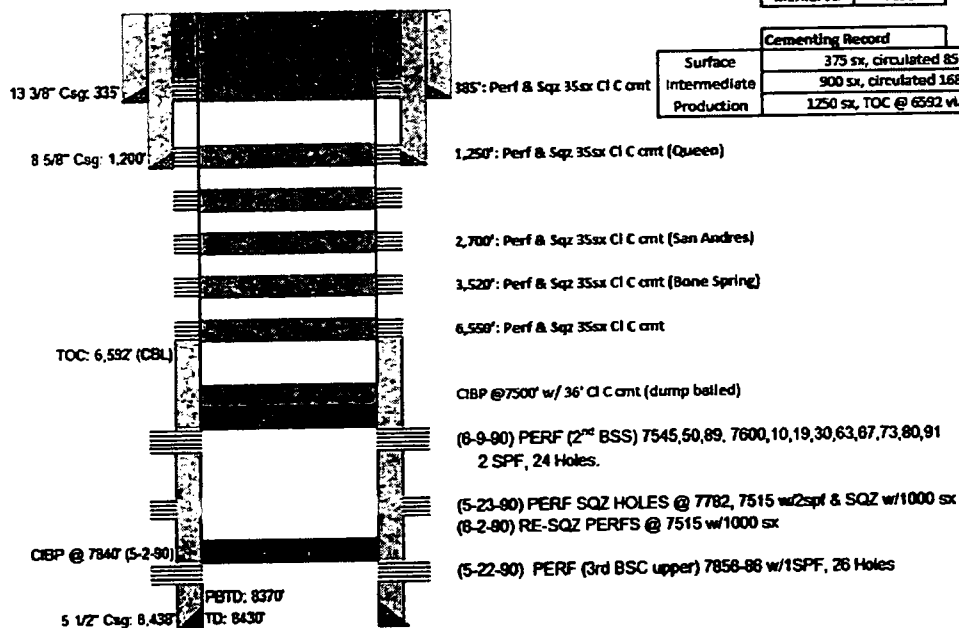 Cementing Record
Surface 375 sx, circulated 85
Intermediate 900 sx, circulated 168
Production 1250 sx, TOC @ 6592 vi
13 3/8" Csg: 335'
385': Perf & Sqz 35sx Cl C cmt
8 5/8" Csg: 1,200'
1,250': Perf & Sqz 35sx Cl C cmt (Queen)
2,700': Perf & Sqz 35sx Cl C cmt (San Andres)
3,520': Perf & Sqz 35sx Cl C cmt (Bone Spring)
6,550': Perf & Sqz 35sx Cl C cmt
TOC: 6,592' (CBL)
CIBP @7500' w/ 36' Cl C cmt (dump bailed)
(6-9-90) PERF (2nd BSS) 7545,50,89, 7600,10,19,30,63,67,73,80,91
2 SPF, 24 Holes.
(5-23-90) PERF SQZ HOLES @ 7782, 7515 w/2spf & SQZ w/1000 sx
(6-2-90) RE-SQZ PERFS @ 7515 w/1000 sx
CIBP @ 7840' (5-2-90)
(5-22-90) PERF (3rd BSC upper) 7856-86 w/1SPF, 26 Holes
PBTD: 8370'
5 1/2" Csg: 8,438'
TD: 8430'